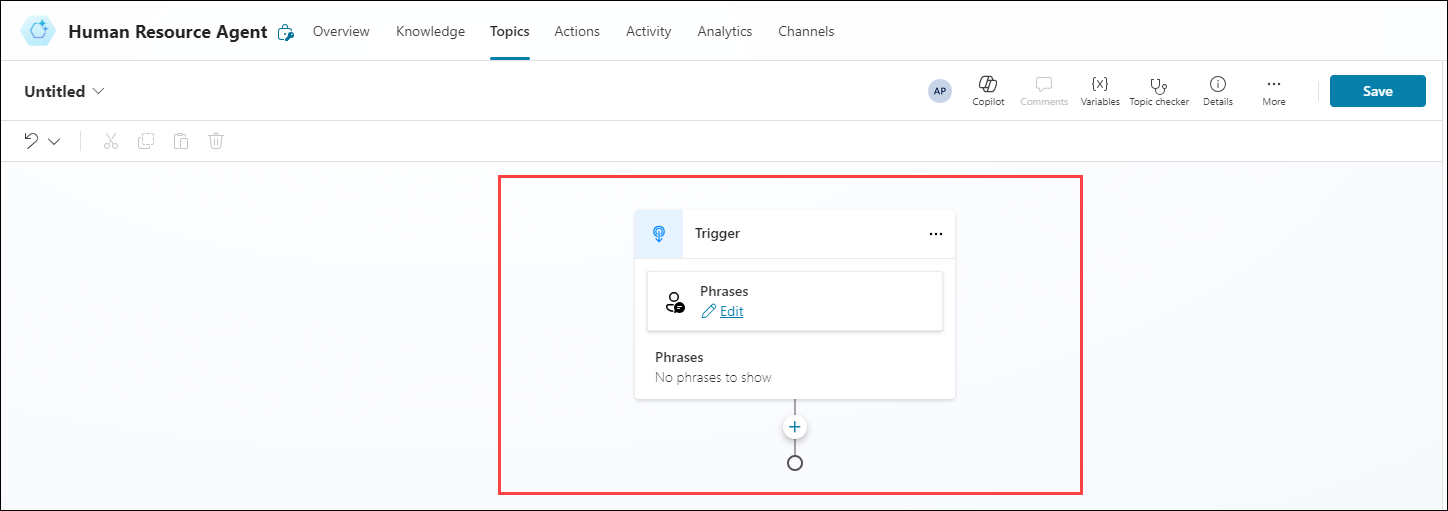 Human Resource Agent Overview Knowledge Topics Actions Activity Analytics Channels
Untitled AP Copilot Comments {x} Variables Topic checker Details More Save
Trigger
Phrases
Edit
Phrases
No phrases to show